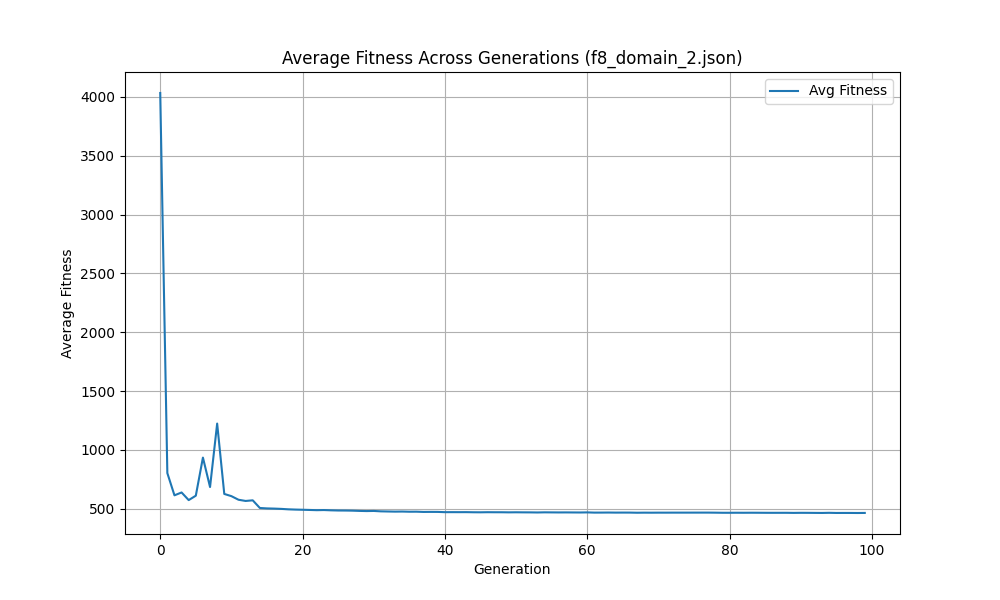 Average Fitness Across Generations (f8_domain_2.json)
Avg Fitness
Average Fitness
4000
3500
3000
2500
2000
1500
1000
500
0 20 40 60 80 100
Generation